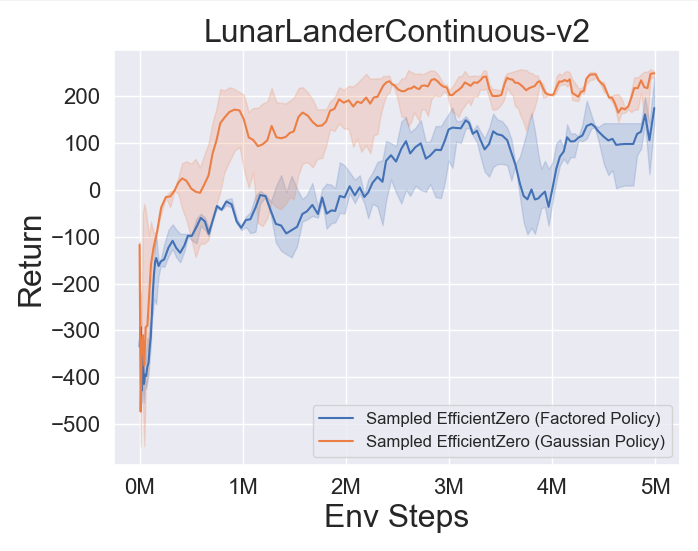 LunarLanderContinuous-v2
Return
200
100
0
−100
−200
−300
−400
−500
Sampled EfficientZero (Factored Policy)
Sampled EfficientZero (Gaussian Policy)
0M 1M 2M 3M 4M 5M
Env Steps